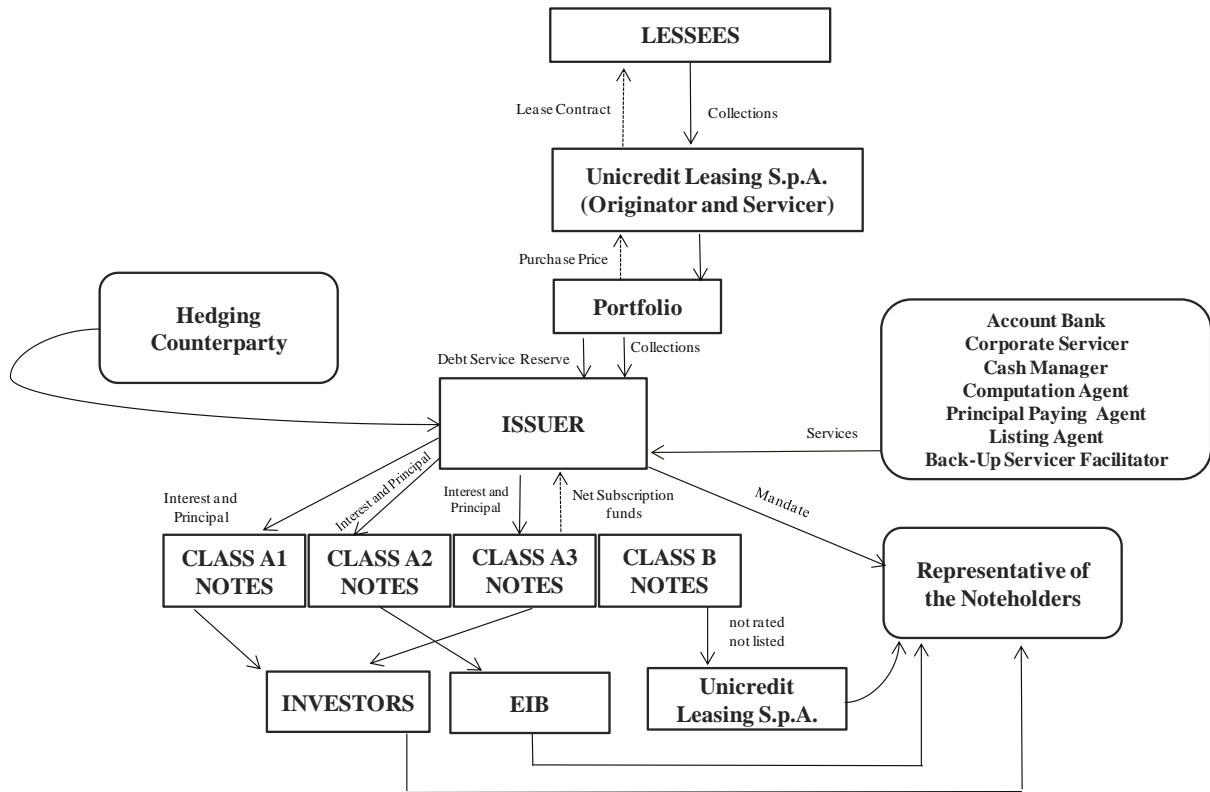 LESSEES
Lease Contract
Collections
Unicredit Leasing S.p.A.
(Originator and Servicer)
Purchase Price
Portfolio
Hedging
Counterparty
Account Bank
Corporate Servicer
Cash Manager
Computation Agent
Principal Paying Agent
Listing Agent
Back-Up Servicer Facilitator
Debt Service Reserve
Collections
ISSUER
Services
Interest and
Principal
Interest and Principal
Interest and
Principal
Net Subscription
funds
Mandate
CLASS A1
NOTES
CLASS A2
NOTES
CLASS A3
NOTES
CLASS B
NOTES
Representative of
the Noteholders
not rated
not listed
INVESTORS
EIB
Unicredit
Leasing S.p.A.